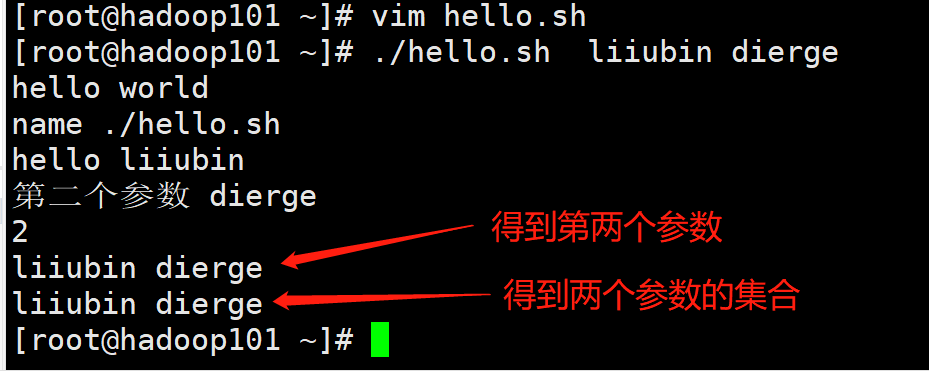 [root@hadoop101 ~]# vim hello.sh
[root@hadoop101 ~]# ./hello.sh  liiubin dierge
hello world
name ./hello.sh
hello liiubin
第二个参数 dierge
2
得到第两个参数
liiubin dierge
得到两个参数的集合
liiubin dierge
[root@hadoop101 ~]#